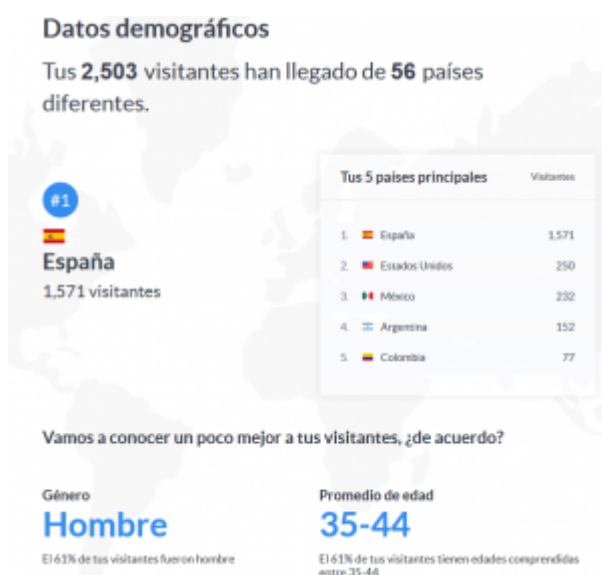 Datos demográficos
Tus 2,503 visitantes han llegado de 56 países
diferentes.
#1
España
1,571 visitantes
Tus 5 países principales Visitantes
1. España 1,571
2. Estados Unidos 250
3. México 232
4. Argentina 152
5. Colombia 77
Vamos a conocer un poco mejor a tus visitantes, ¿de acuerdo?
Género
Hombre
El 61% de tus visitantes fueron hombre
Promedio de edad
35-44
El 61% de tus visitantes tienen edades comprendidas
entre 35-44